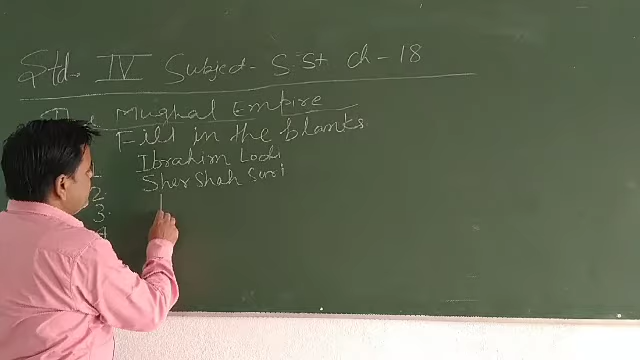 Std. IV Subject- S.St. Ch - 18
Mughal Empire
Fill in the blanks
1. Ibrahim Lodi
2. Sher Shah Suri
3.
4